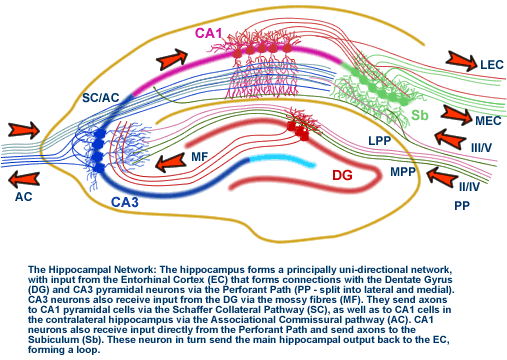 CA1
LEC
SC/AC
Sb
MEC
III/V
LPP
MF
MPP
DG
II/IV
AC
CA3
PP
The Hippocampal Network: The hippocampus forms a principally uni-directional network,
with input from the Entorhinal Cortex (EC) that forms connections with the Dentate Gyrus
(DG) and CA3 pyramidal neurons via the Perforant Path (PP - split into lateral and medial).
CA3 neurons also receive input from the DG via the mossy fibres (MF). They send axons
to CA1 pyramidal cells via the Schaffer Collateral Pathway (SC), as well as to CA1 cells in
the contralateral hippocampus via the Associational Commissural pathway (AC). CA1
neurons also receive input directly from the Perforant Path and send axons to the
Subiculum (Sb). These neuron in turn send the main hippocampal output back to the EC,
forming a loop.